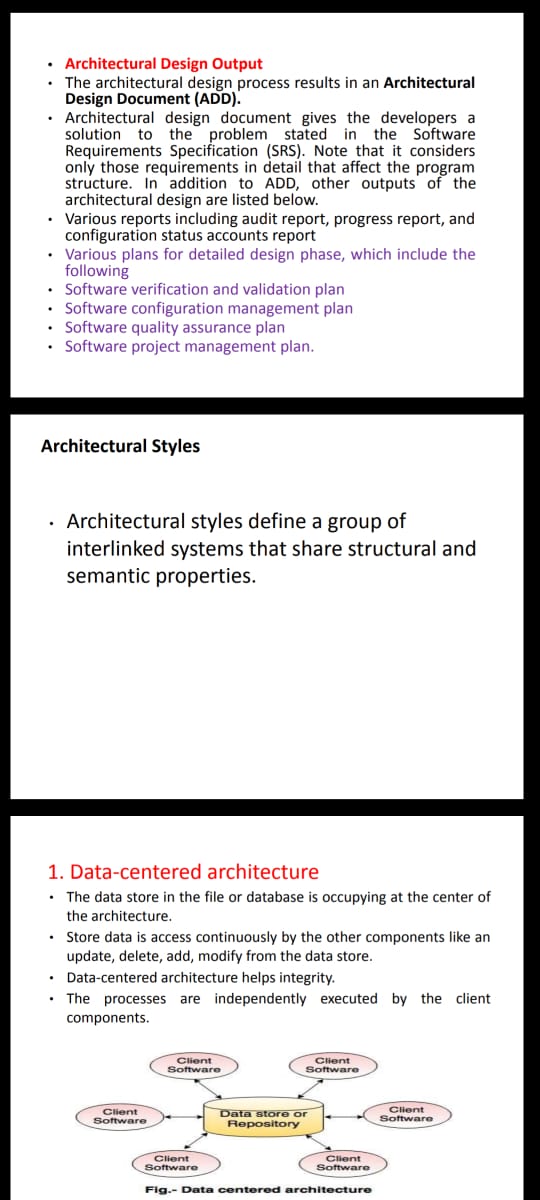 • Architectural Design Output
• The architectural design process results in an Architectural
Design Document (ADD).
• Architectural design document gives the developers a
solution to the problem stated in the Software
Requirements Specification (SRS). Note that it considers
only those requirements in detail that affect the program
structure. In addition to ADD, other outputs of the
architectural design are listed below.
• Various reports including audit report, progress report, and
configuration status accounts report
• Various plans for detailed design phase, which include the
following
• Software verification and validation plan
• Software configuration management plan
• Software quality assurance plan
• Software project management plan.
Architectural Styles
• Architectural styles define a group of
interlinked systems that share structural and
semantic properties.
1. Data-centered architecture
• The data store in the file or database is occupying at the center of
the architecture.
• Store data is access continuously by the other components like an
update, delete, add, modify from the data store.
• Data-centered architecture helps integrity.
• The processes are independently executed by the client
components.
Client
Software
Client
Software
Client
Software
Data store or
Repository
Client
Software
Client
Software
Client
Software
Fig.- Data centered architecture